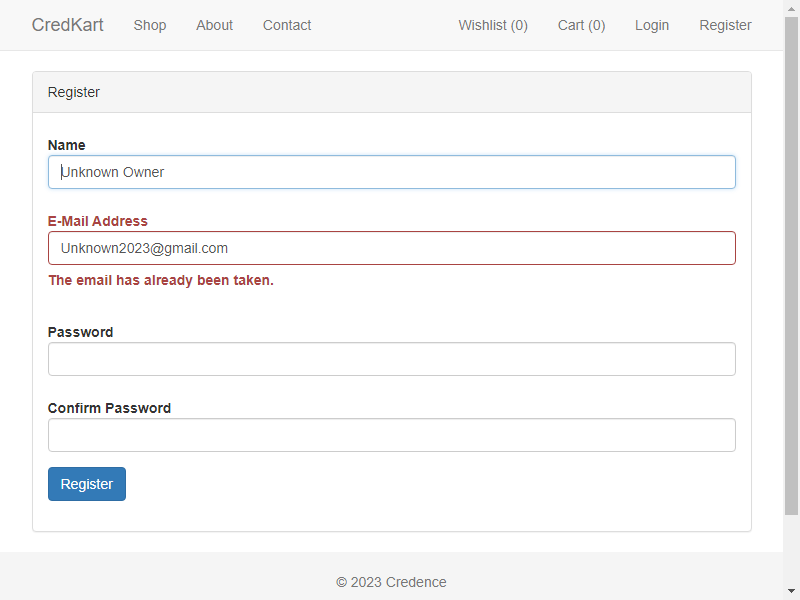 CredKart Shop About Contact Wishlist (0) Cart (0) Login Register
Register
Name
Unknown Owner
E-Mail Address
Unknown2023@gmail.com
The email has already been taken.
Password
Confirm Password
Register
© 2023 Credence